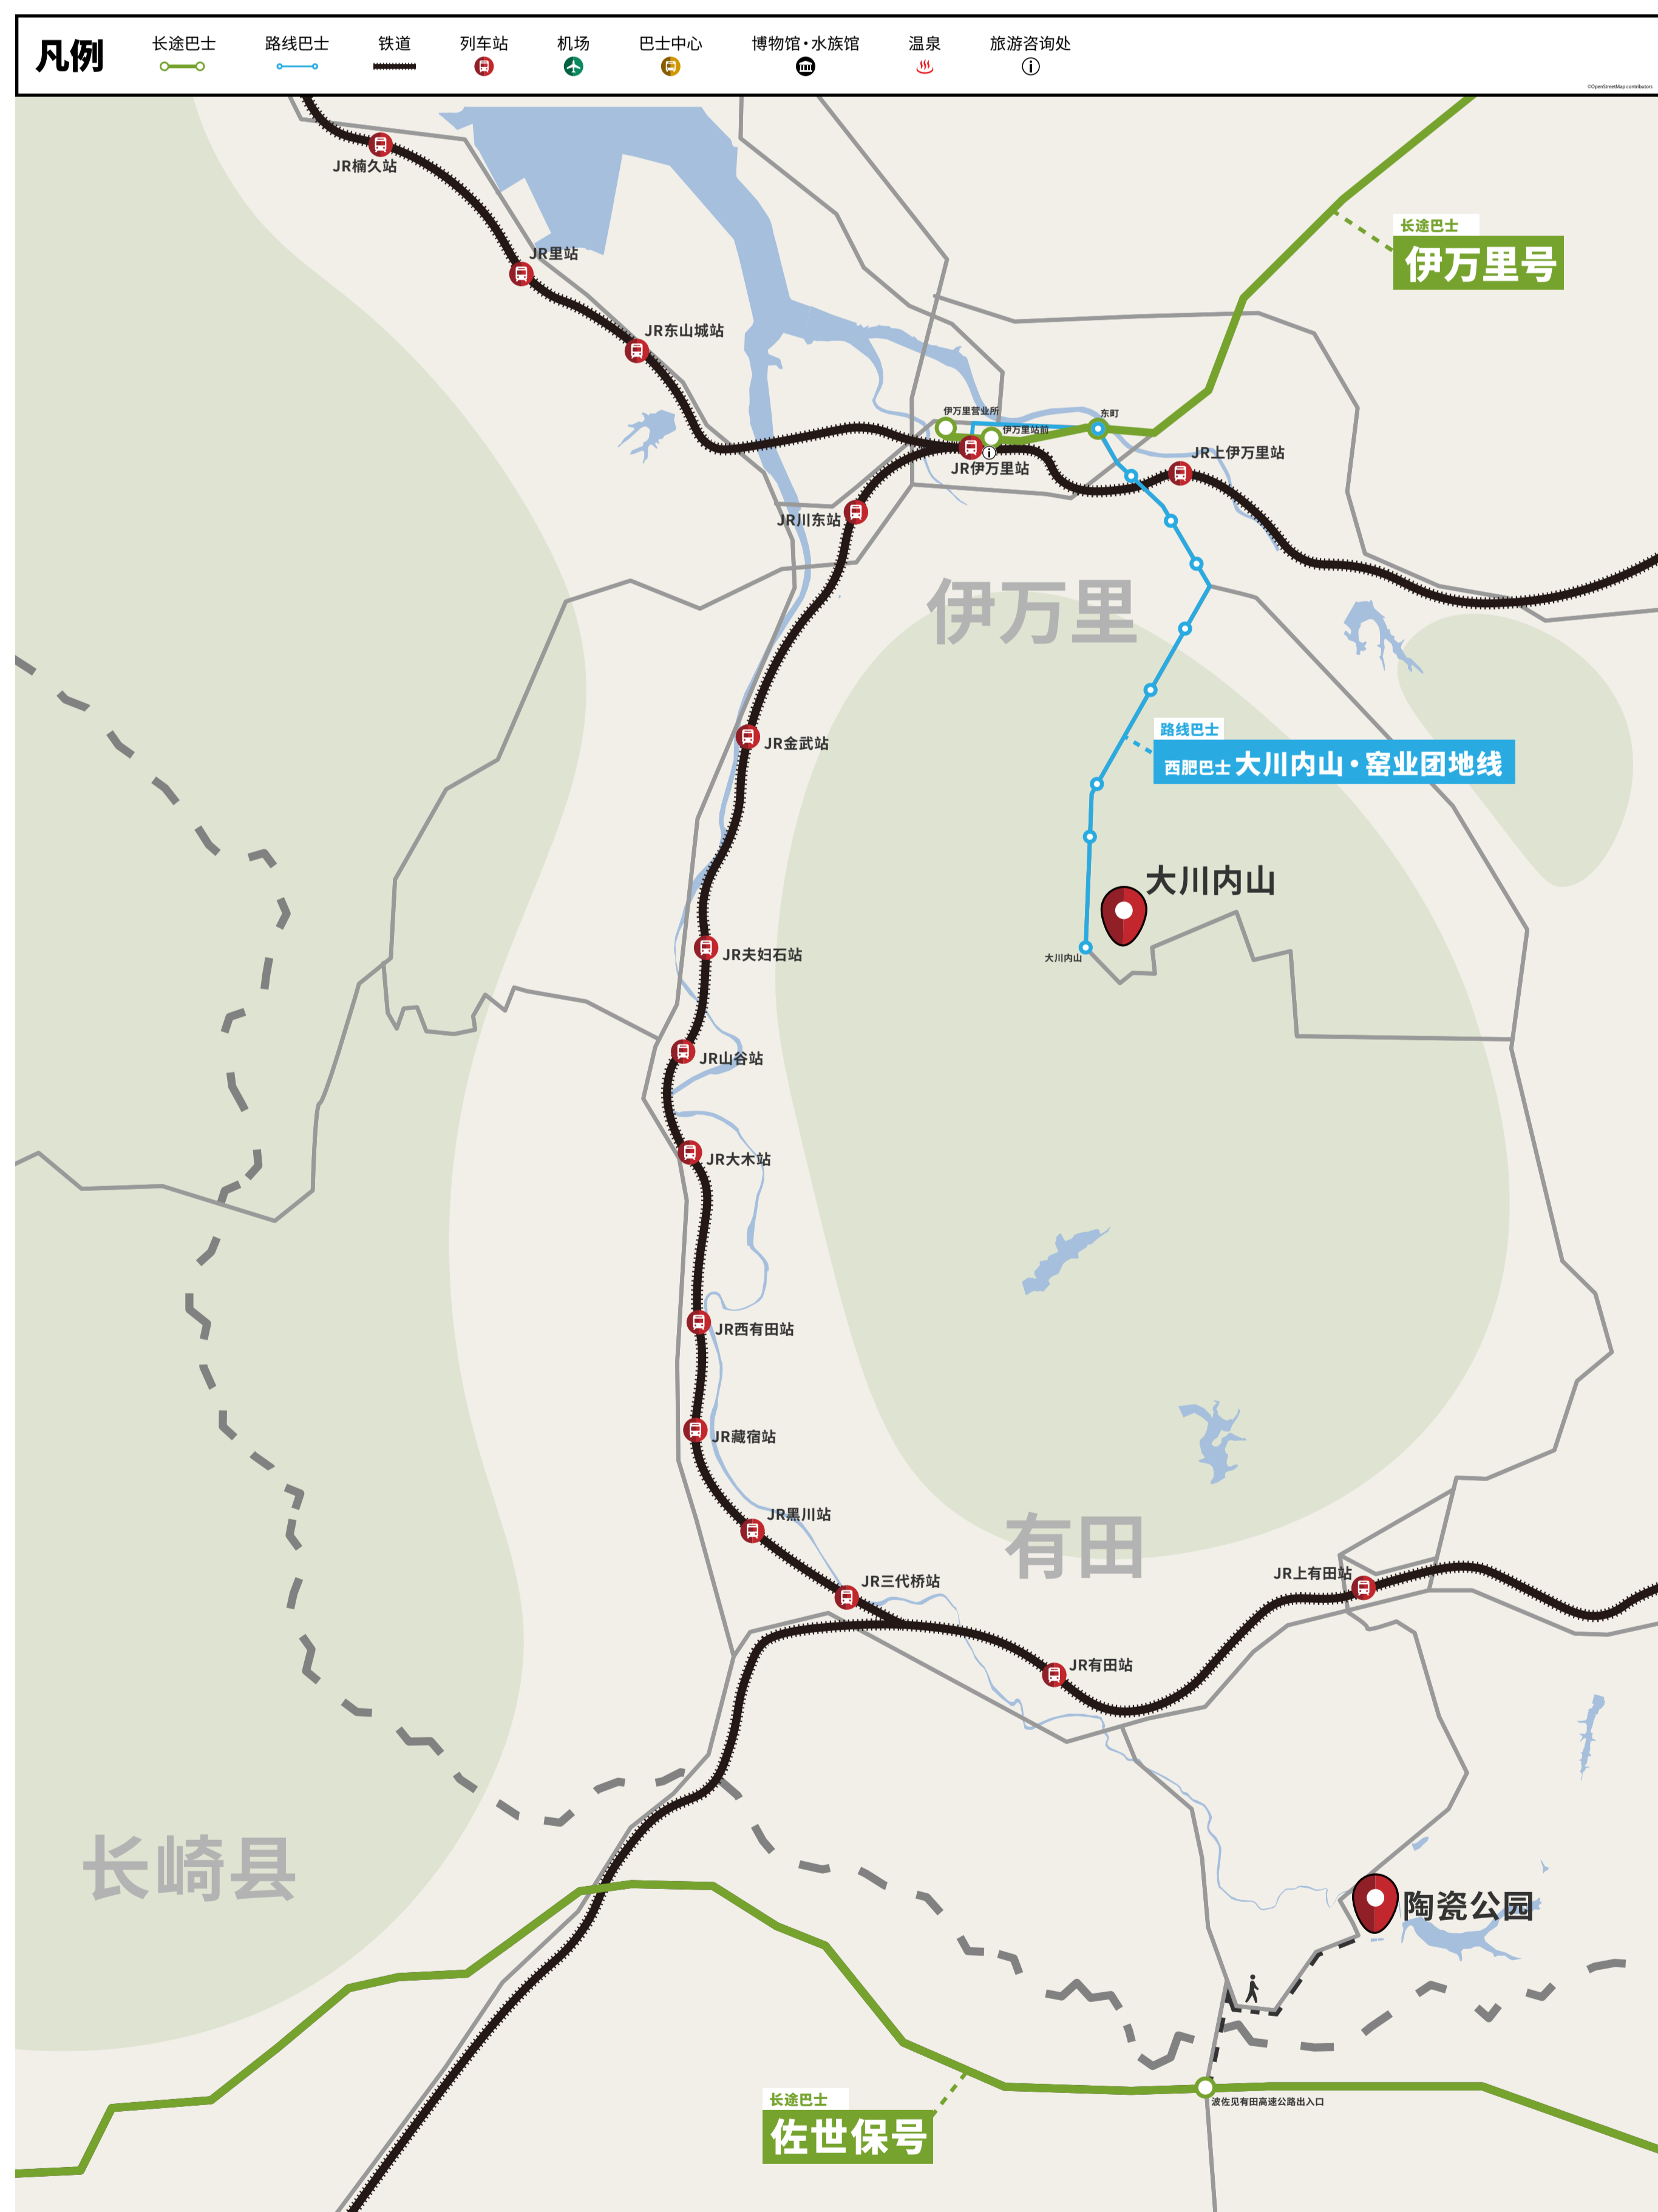 凡例
长途巴士
路线巴士
铁道
列车站
机场
巴士中心
博物馆・水族馆
温泉
旅游咨询处
©OpenStreetMap contributors
JR楠久站
长途巴士
伊万里号
JR里站
JR东山城站
伊万里营业所
东町
伊万里站前
JR上伊万里站
JR伊万里站
JR川东站
伊万里
路线巴士
JR金武站
西肥巴士 大川内山・窑业团地线
大川内山
JR夫妇石站
大川内山
JR山谷站
JR大木站
JR西有田站
JR藏宿站
JR黑川站
有田
JR上有田站
JR三代桥站
JR有田站
长崎县
陶瓷公园
长途巴士
波佐见有田高速公路出入口
佐世保号